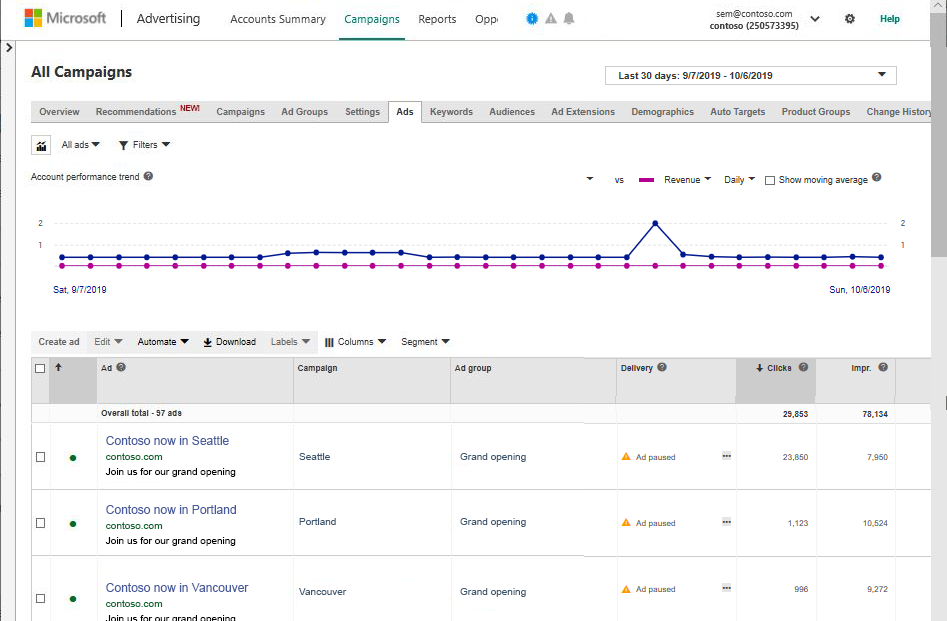 Microsoft | Advertising Accounts Summary Campaigns Reports Oppo sem@contoso.com Help
contoso (250573395)
All Campaigns
Last 30 days: 9/7/2019 - 10/6/2019
Overview Recommendations NEW! Campaigns Ad Groups Settings Ads Keywords Audiences Ad Extensions Demographics Auto Targets Product Groups Change History
All ads Filters
Account performance trend ? vs Revenue Daily Show moving average ?
2 2
1 1
Sat, 9/7/2019 Sun, 10/6/2019
Create ad Edit Automate Download Labels Columns Segment
Ad ? Campaign Ad group Delivery ? Clicks ? Impr. ?
Overall total - 97 ads 29,853 78,134
Contoso now in Seattle
contoso.com Seattle Grand opening Ad paused ... 23,850 7,950
Join us for our grand opening
Contoso now in Portland
contoso.com Portland Grand opening Ad paused ... 1,123 10,524
Join us for our grand opening
Contoso now in Vancouver
contoso.com Vancouver Grand opening Ad paused ... 996 9,272
Join us for our grand opening